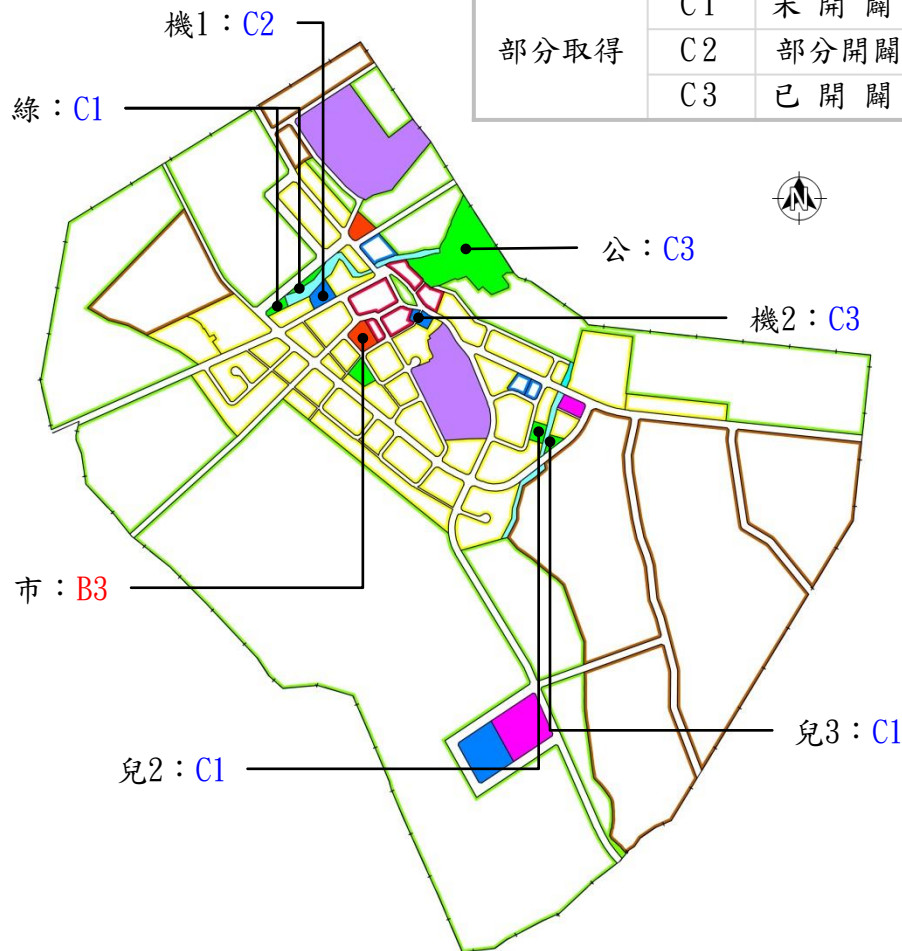 C1 未開闢
部分取得 C2 部分開闢
C3 已開闢
機1：C2
綠：C1
N
公：C3
機2：C3
市：B3
兒3：C1
兒2：C1